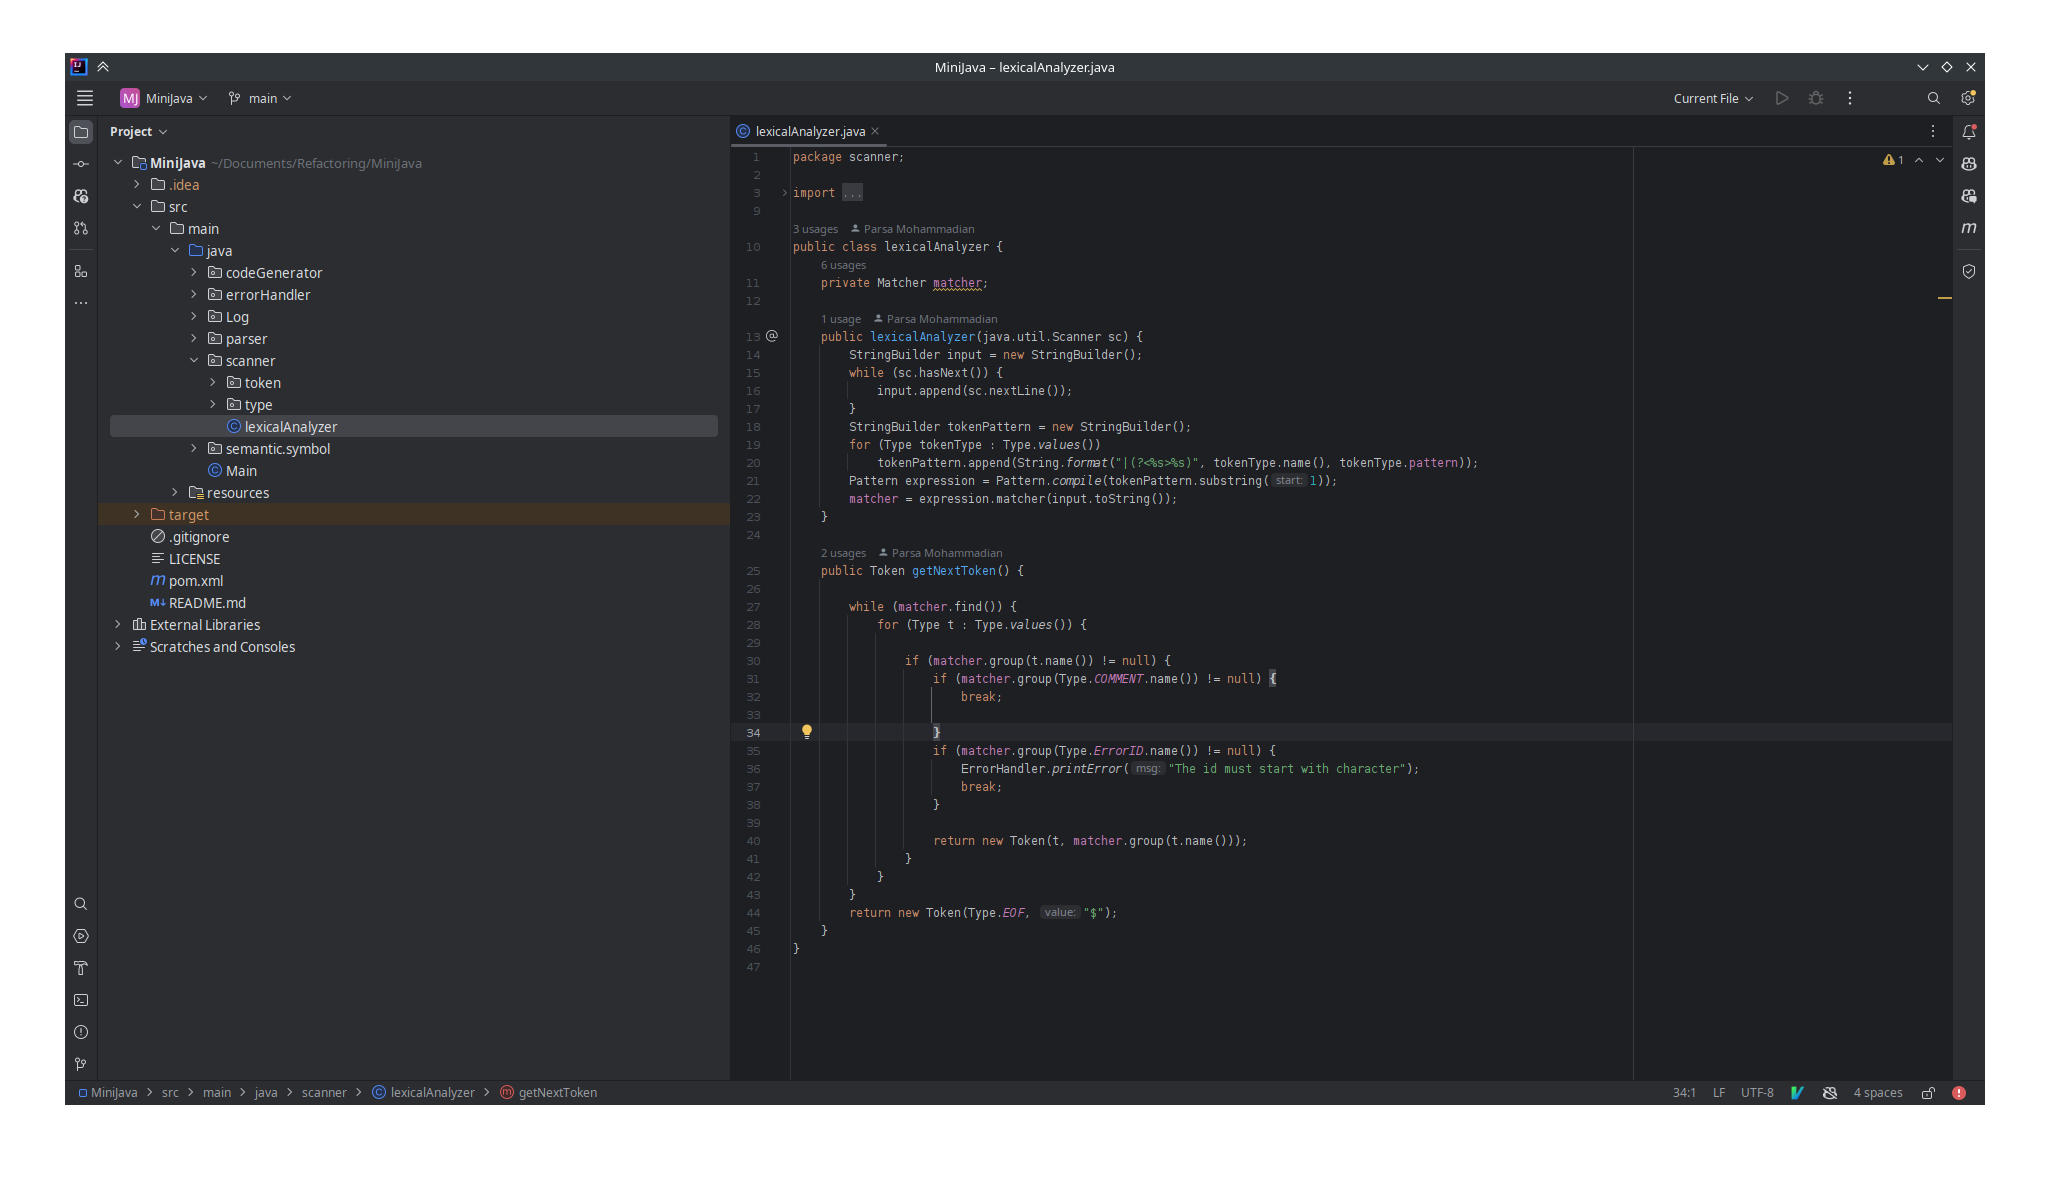 MiniJava – lexicalAnalyzer.java
MJ MiniJava main Current File
Project
MiniJava ~/Documents/Refactoring/MiniJava
.idea
src
main
java
codeGenerator
errorHandler
Log
parser
scanner
token
type
lexicalAnalyzer
semantic.symbol
Main
resources
target
.gitignore
LICENSE
pom.xml
README.md
External Libraries
Scratches and Consoles
lexicalAnalyzer.java
1 package scanner;
2
3 import ...
9
3 usages Parsa Mohammadian
10 public class lexicalAnalyzer {
6 usages
11 private Matcher matcher;
12
1 usage Parsa Mohammadian
13 @ public lexicalAnalyzer(java.util.Scanner sc) {
14 StringBuilder input = new StringBuilder();
15 while (sc.hasNext()) {
16 input.append(sc.nextLine());
17 }
18 StringBuilder tokenPattern = new StringBuilder();
19 for (Type tokenType : Type.values())
20 tokenPattern.append(String.format("|(?<%s>%s)", tokenType.name(), tokenType.pattern));
21 Pattern expression = Pattern.compile(tokenPattern.substring( start: 1));
22 matcher = expression.matcher(input.toString());
23 }
24
2 usages Parsa Mohammadian
25 public Token getNextToken() {
26
27 while (matcher.find()) {
28 for (Type t : Type.values()) {
29
30 if (matcher.group(t.name()) != null) {
31 if (matcher.group(Type.COMMENT.name()) != null) {
32 break;
33
34 }
35 if (matcher.group(Type.ErrorID.name()) != null) {
36 ErrorHandler.printError( msg: "The id must start with character");
37 break;
38 }
39
40 return new Token(t, matcher.group(t.name()));
41 }
42 }
43 }
44 return new Token(Type.EOF, value: "$");
45 }
46 }
47
1
MiniJava > src > main > java > scanner > lexicalAnalyzer > getNextToken
34:1 LF UTF-8 4 spaces